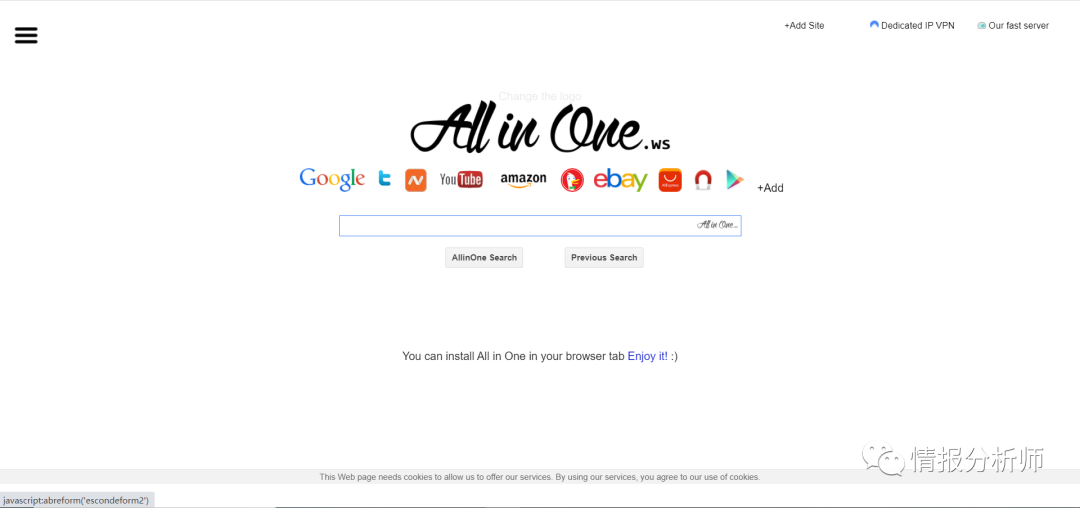 +Add Site Dedicated IP VPN Our fast server
Change the logo
All in One.ws
Google YouTube amazon ebay AliExpress +Add
All in One...
AllinOne Search Previous Search
You can install All in One in your browser tab Enjoy it! :)
情报分析师
This Web page needs cookies to allow us to offer our services. By using our services, you agree to our use of cookies.
javascript:abreform('escondeform2')